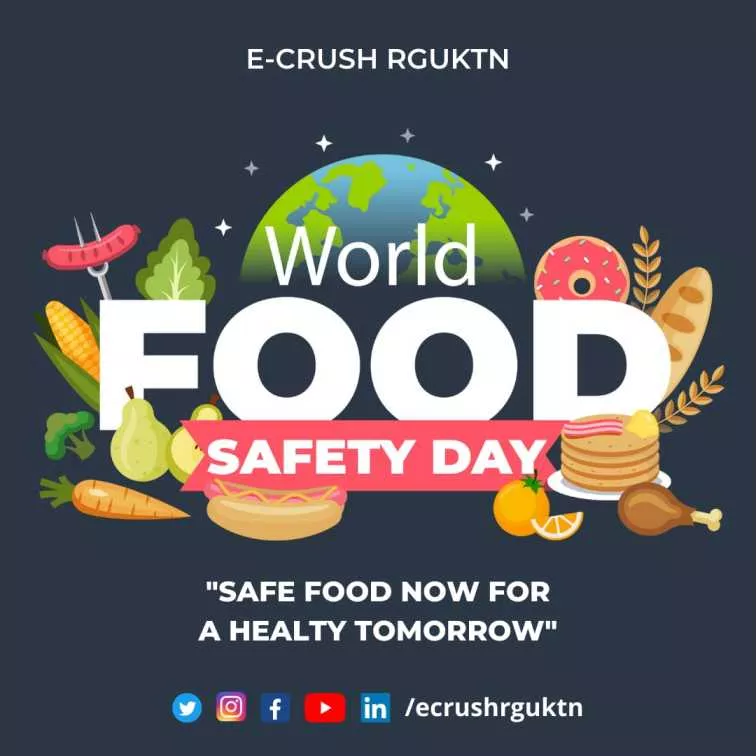 E-CRUSH RGUKTN
World
FOOD
SAFETY DAY
"SAFE FOOD NOW FOR
A HEALTY TOMORROW"
/ecrushrguktn